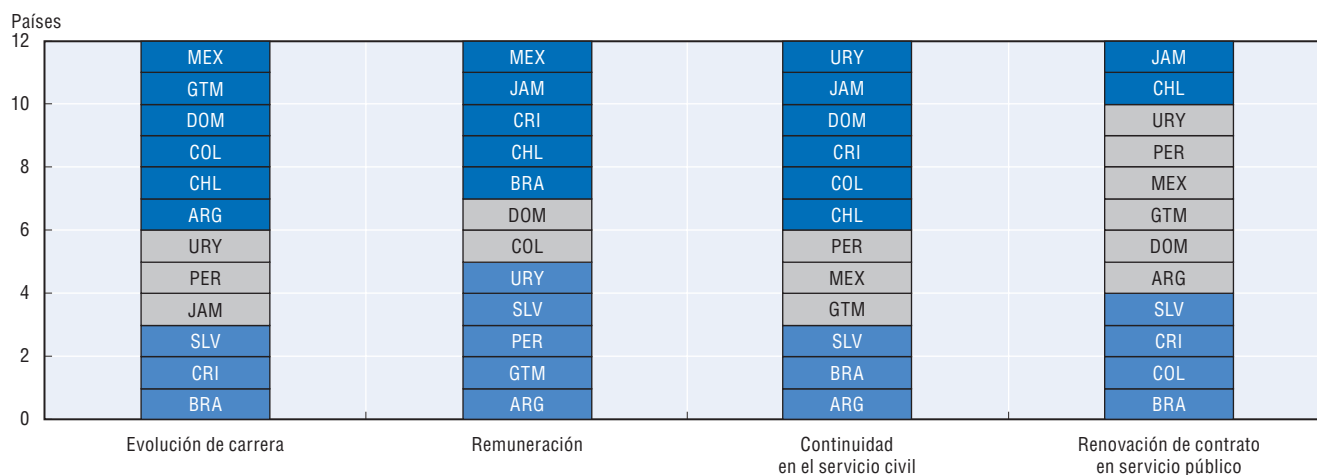 Países
12
10
8
6
4
2
0
MEX
GTM
DOM
COL
CHL
ARG
URY
PER
JAM
SLV
CRI
BRA
MEX
JAM
CRI
CHL
BRA
DOM
COL
URY
SLV
PER
GTM
ARG
URY
JAM
DOM
CRI
COL
CHL
PER
MEX
GTM
SLV
BRA
ARG
JAM
CHL
URY
PER
MEX
GTM
DOM
ARG
SLV
CRI
COL
BRA
Evolución de carrera
Remuneración
Continuidad
en el servicio civil
Renovación de contrato
en servicio público